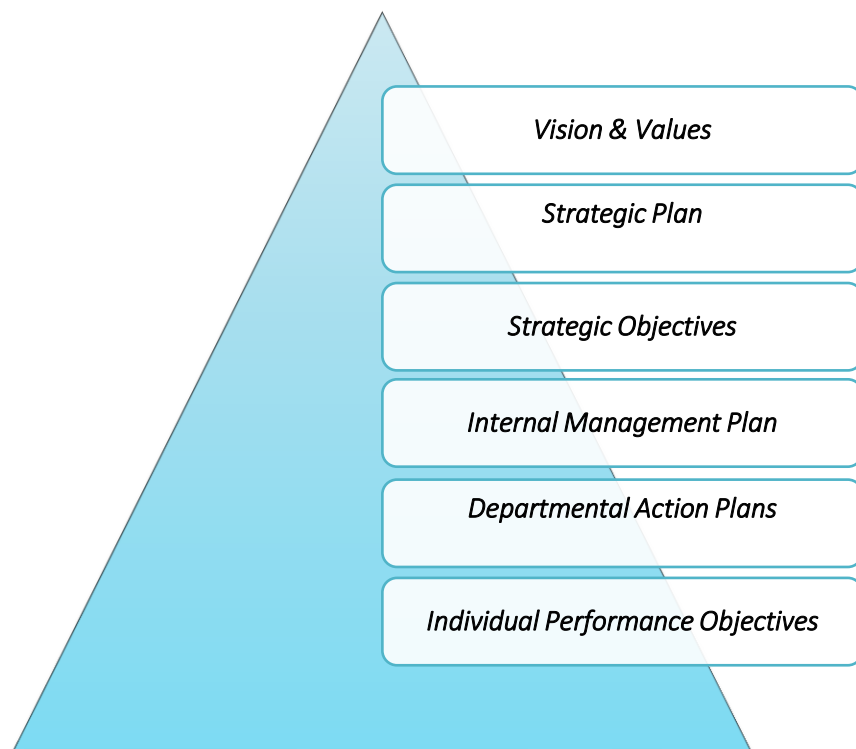 Vision & Values
Strategic Plan
Strategic Objectives
Internal Management Plan
Departmental Action Plans
Individual Performance Objectives